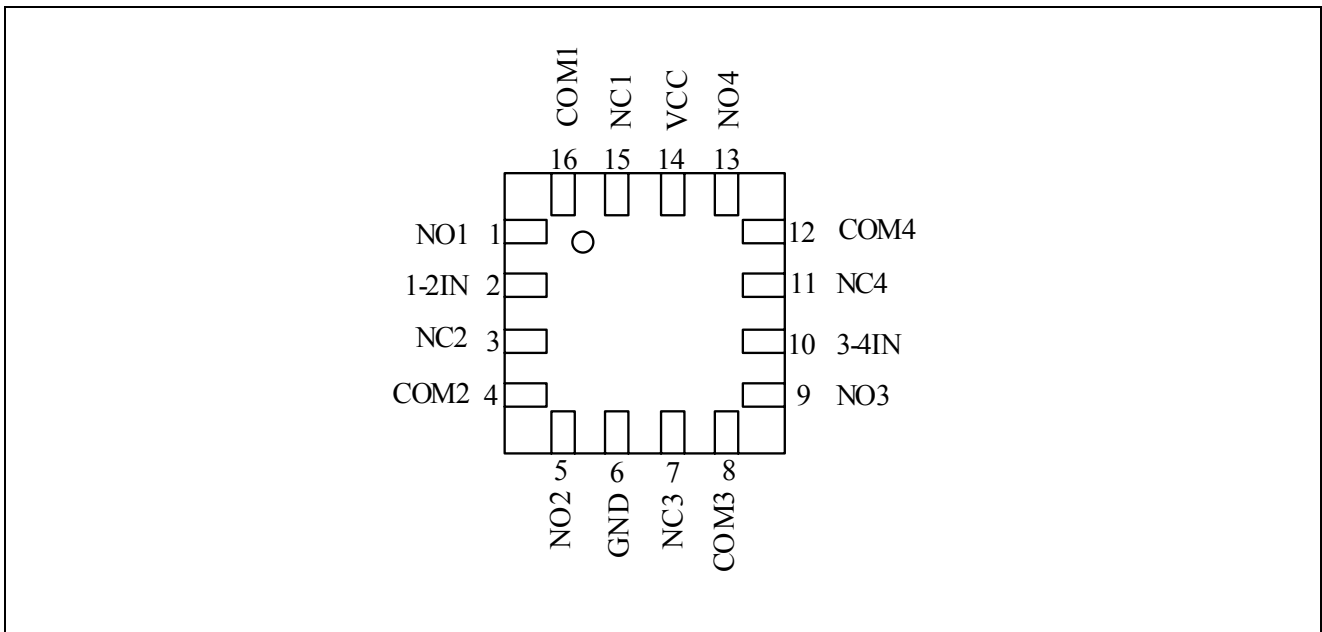 COM1
NC1
VCC
NO4
16 15 14 13
NO1 1
12 COM4
1-2IN 2
11 NC4
NC2 3
10 3-4IN
COM2 4
9 NO3
5 6 7 8
NO2
GND
NC3
COM3